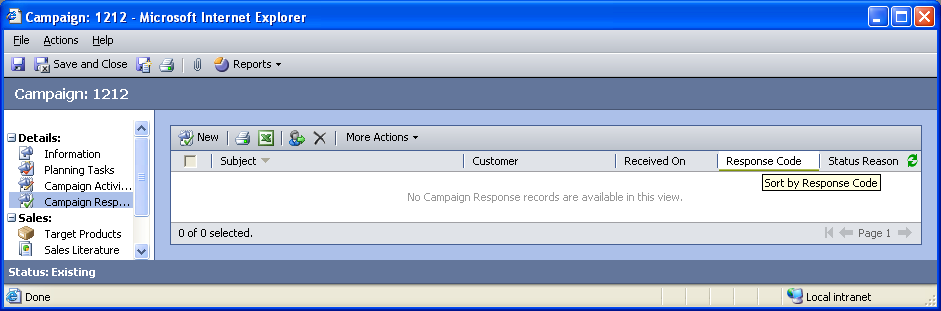 Campaign: 1212 - Microsoft Internet Explorer
File Actions Help
Save and Close Reports
Campaign: 1212
Details:
Information
Planning Tasks
Campaign Activi...
Campaign Resp...
Sales:
Target Products
Sales Literature
New More Actions
Subject Customer Received On Response Code Status Reason
Sort by Response Code
No Campaign Response records are available in this view.
0 of 0 selected. Page 1
Status: Existing
Done Local intranet